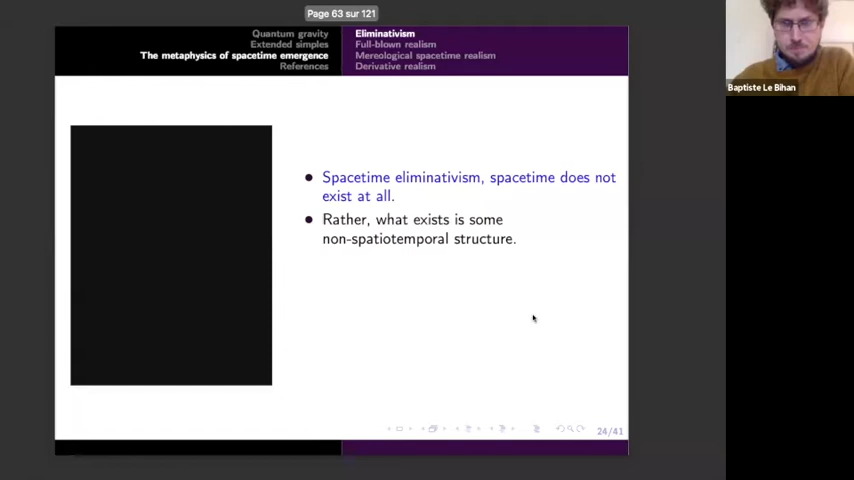 Page 63 sur 121
Quantum gravity
Extended simples
The metaphysics of spacetime emergence
References
Eliminativism
Full-blown realism
Mereological spacetime realism
Derivative realism
Baptiste Le Bihan
• Spacetime eliminativism, spacetime does not
exist at all.
• Rather, what exists is some
non-spatiotemporal structure.
24/41